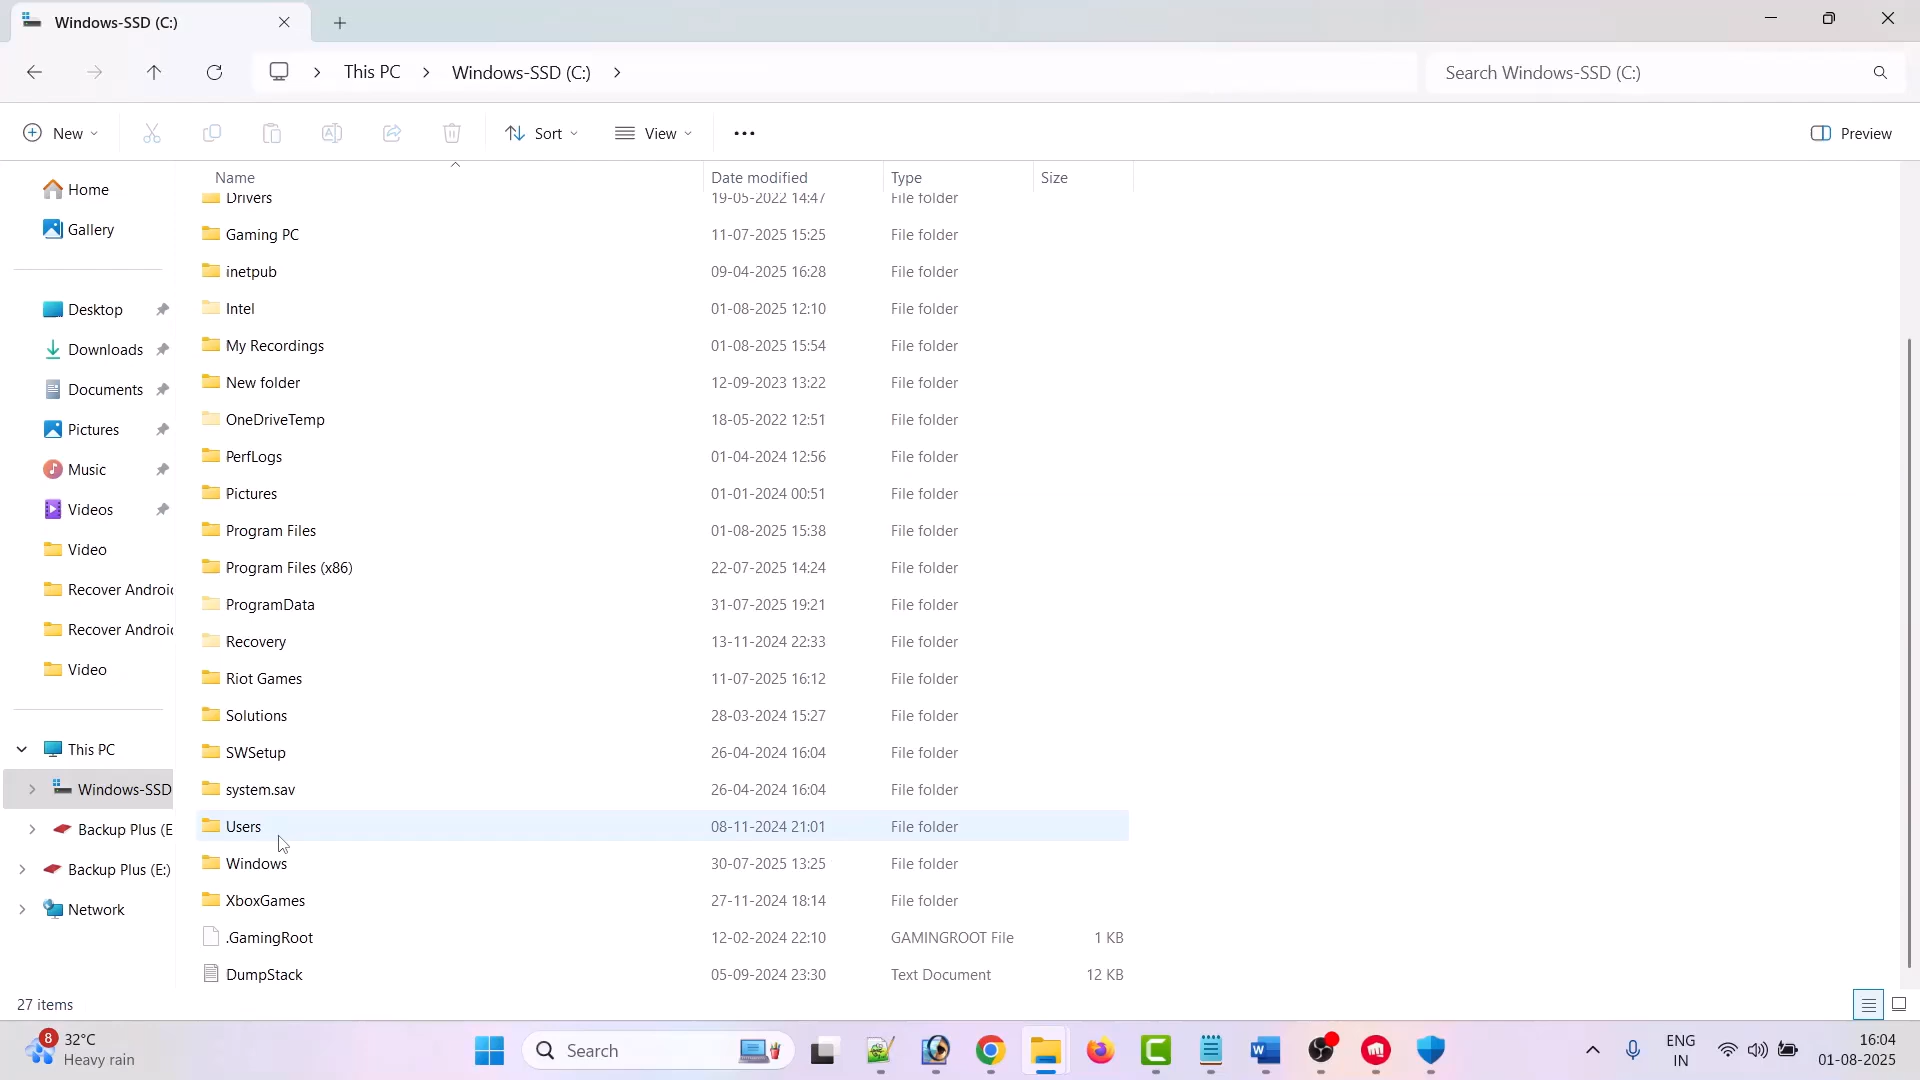 Windows-SSD (C:)
This PC
Windows-SSD (C:)
Search Windows-SSD (C:)
New
Sort
View
Preview
Name Date modified Type Size
Drivers 19-05-2022 14:47 File folder
Gaming PC 11-07-2025 15:25 File folder
inetpub 09-04-2025 16:28 File folder
Intel 01-08-2025 12:10 File folder
My Recordings 01-08-2025 15:54 File folder
New folder 12-09-2023 13:22 File folder
OneDriveTemp 18-05-2022 12:51 File folder
PerfLogs 01-04-2024 12:56 File folder
Pictures 01-01-2024 00:51 File folder
Program Files 01-08-2025 15:38 File folder
Program Files (x86) 22-07-2025 14:24 File folder
ProgramData 31-07-2025 19:21 File folder
Recovery 13-11-2024 22:33 File folder
Riot Games 11-07-2025 16:12 File folder
Solutions 28-03-2024 15:27 File folder
SWSetup 26-04-2024 16:04 File folder
system.sav 26-04-2024 16:04 File folder
Users 08-11-2024 21:01 File folder
Windows 30-07-2025 13:25 File folder
XboxGames 27-11-2024 18:14 File folder
.GamingRoot 12-02-2024 22:10 GAMINGROOT File 1 KB
DumpStack 05-09-2024 23:30 Text Document 12 KB
Home
Gallery
Desktop
Downloads
Documents
Pictures
Music
Videos
Video
Recover Androic
Recover Androic
Video
This PC
Windows-SSD
Backup Plus (E
Backup Plus (E:)
Network
27 items
8
32°C
Heavy rain
Search
ENG
IN
16:04
01-08-2025